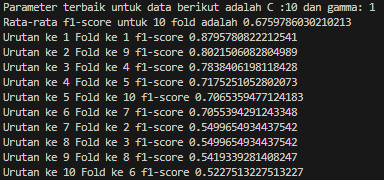 Parameter terbaik untuk data berikut adalah C :10 dan gamma: 1
Rata-rata f1-score untuk 10 fold adalah 0.6759786030210213
Urutan ke 1 Fold ke 1 f1-score 0.8795780822212541
Urutan ke 2 Fold ke 9 f1-score 0.8021506082804989
Urutan ke 3 Fold ke 4 f1-score 0.7838406198118428
Urutan ke 4 Fold ke 5 f1-score 0.7175251052802073
Urutan ke 5 Fold ke 10 f1-score 0.7065359477124183
Urutan ke 6 Fold ke 7 f1-score 0.7055394291243348
Urutan ke 7 Fold ke 2 f1-score 0.5499654934437542
Urutan ke 8 Fold ke 3 f1-score 0.5499654934437542
Urutan ke 9 Fold ke 8 f1-score 0.5419339281408247
Urutan ke 10 Fold ke 6 f1-score 0.5227513227513227